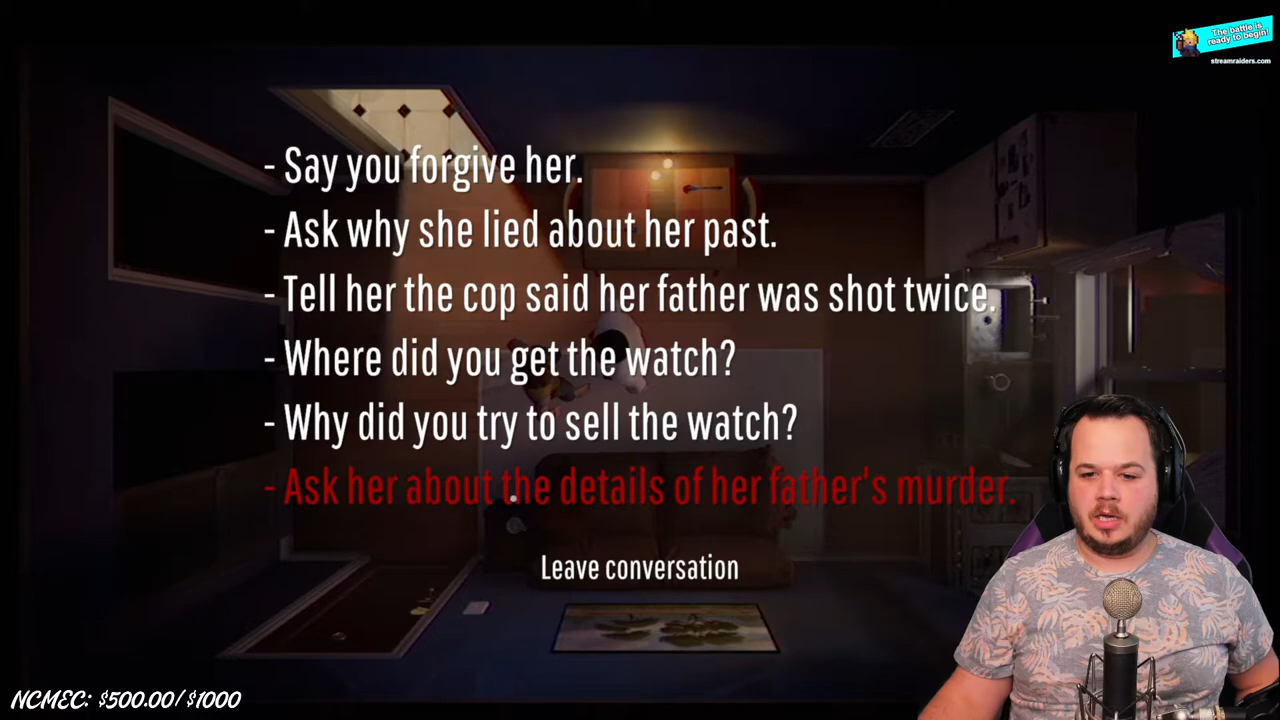 The battle is
ready to begin!
streamraiders.com
- Say you forgive her.
- Ask why she lied about her past.
- Tell her the cop said her father was shot twice.
- Where did you get the watch?
- Why did you try to sell the watch?
- Ask her about the details of her father's murder.
Leave conversation
NCMEC: $500.00/$1000